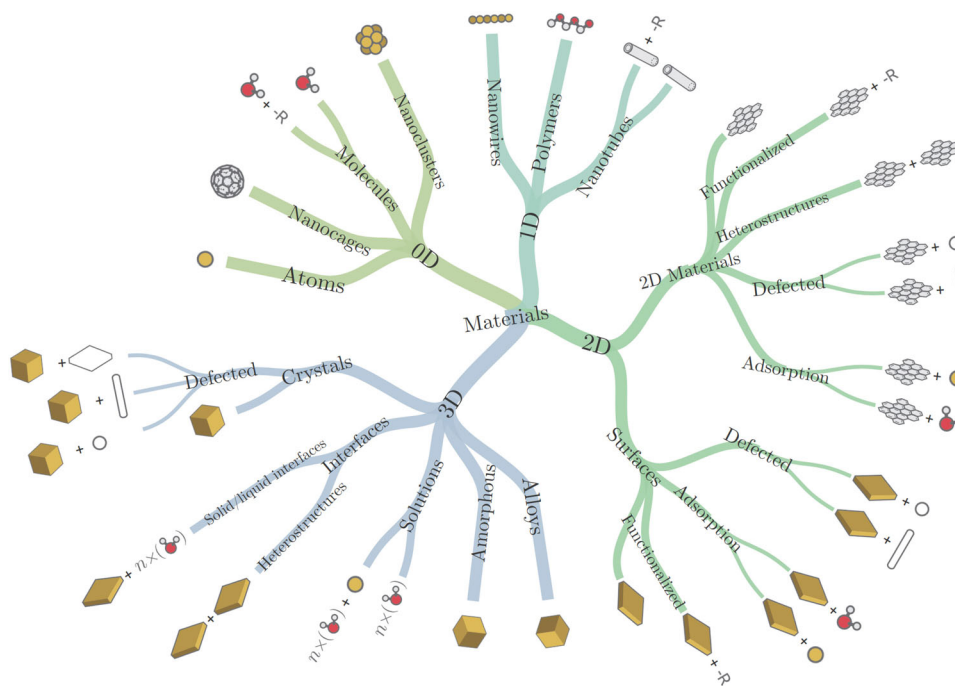 Materials
0D
Atoms
Nanocages
Molecules
+ -R
Nanoclusters
1D
Nanowires
Polymers
Nanotubes
+ -R
2D
2D Materials
Functionalized
+ -R
Heterostructures
+
Defected
+
+
Adsorption
+
+
Surfaces
Defected
+
+
Adsorption
+
+
Functionalized
+ -R
3D
Alloys
Amorphous
Solutions
n×( )
n×( ) +
Interfaces
Heterostructures
+
Solid/liquid interfaces
+ n×( )
Crystals
Defected
+
+
+